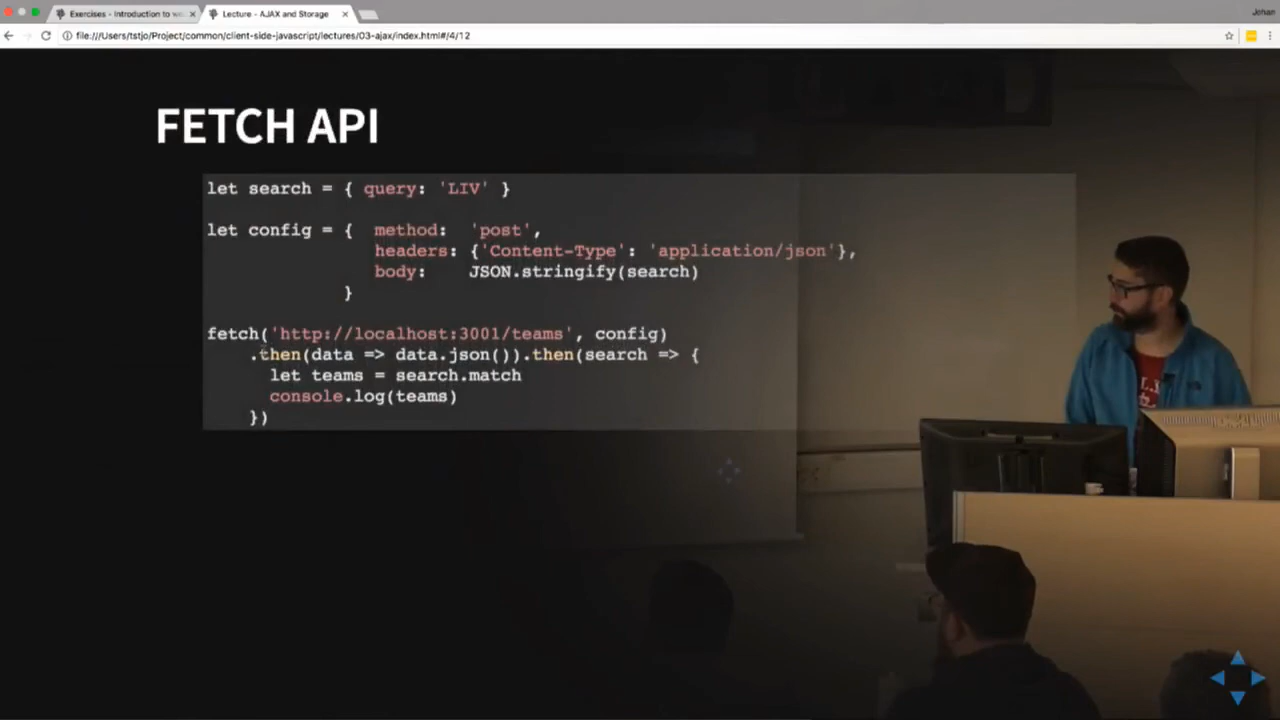 Exercises - Introduction to we
Lecture - AJAX and Storage
Johan
file:///Users/tstjo/Project/common/client-side-javascript/lectures/03-ajax/index.html#/4/12
FETCH API
let search = { query: 'LIV' }
let config = { method: 'post',
headers: {'Content-Type': 'application/json'},
body: JSON.stringify(search)
}
fetch('http://localhost:3001/teams', config)
.then(data => data.json()).then(search => {
let teams = search.match
console.log(teams)
})